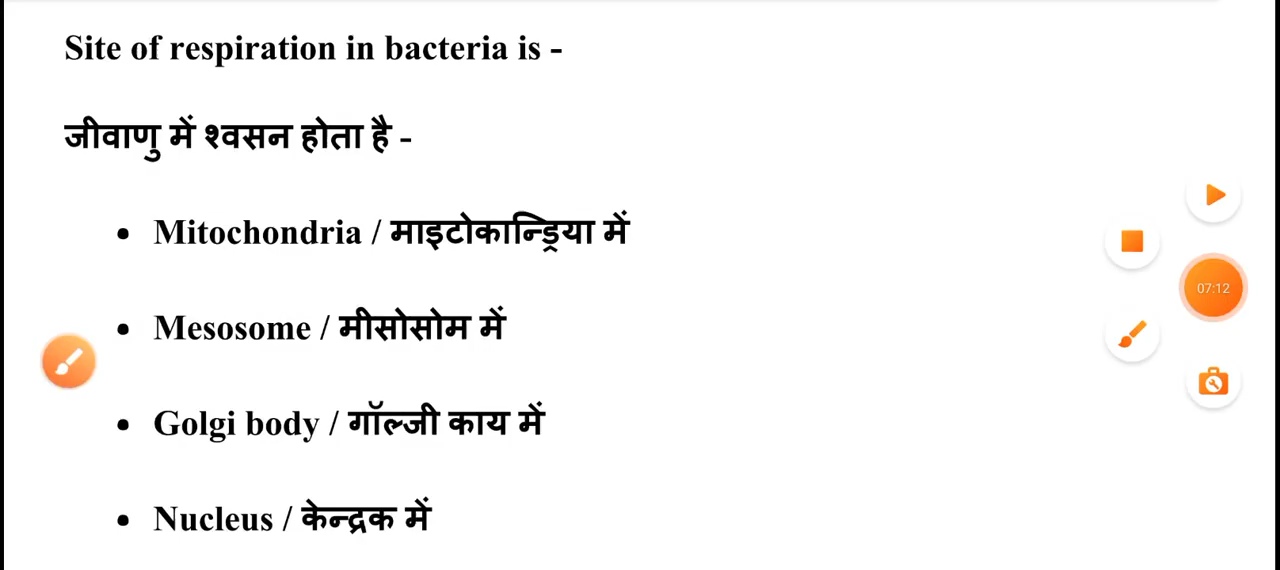 Site of respiration in bacteria is -
जीवाणु में श्वसन होता है -
• Mitochondria / माइटोकान्ड्रिया में
• Mesosome / मीसोसोम में
07:12
• Golgi body / गॉल्जी काय में
• Nucleus / केन्द्रक में